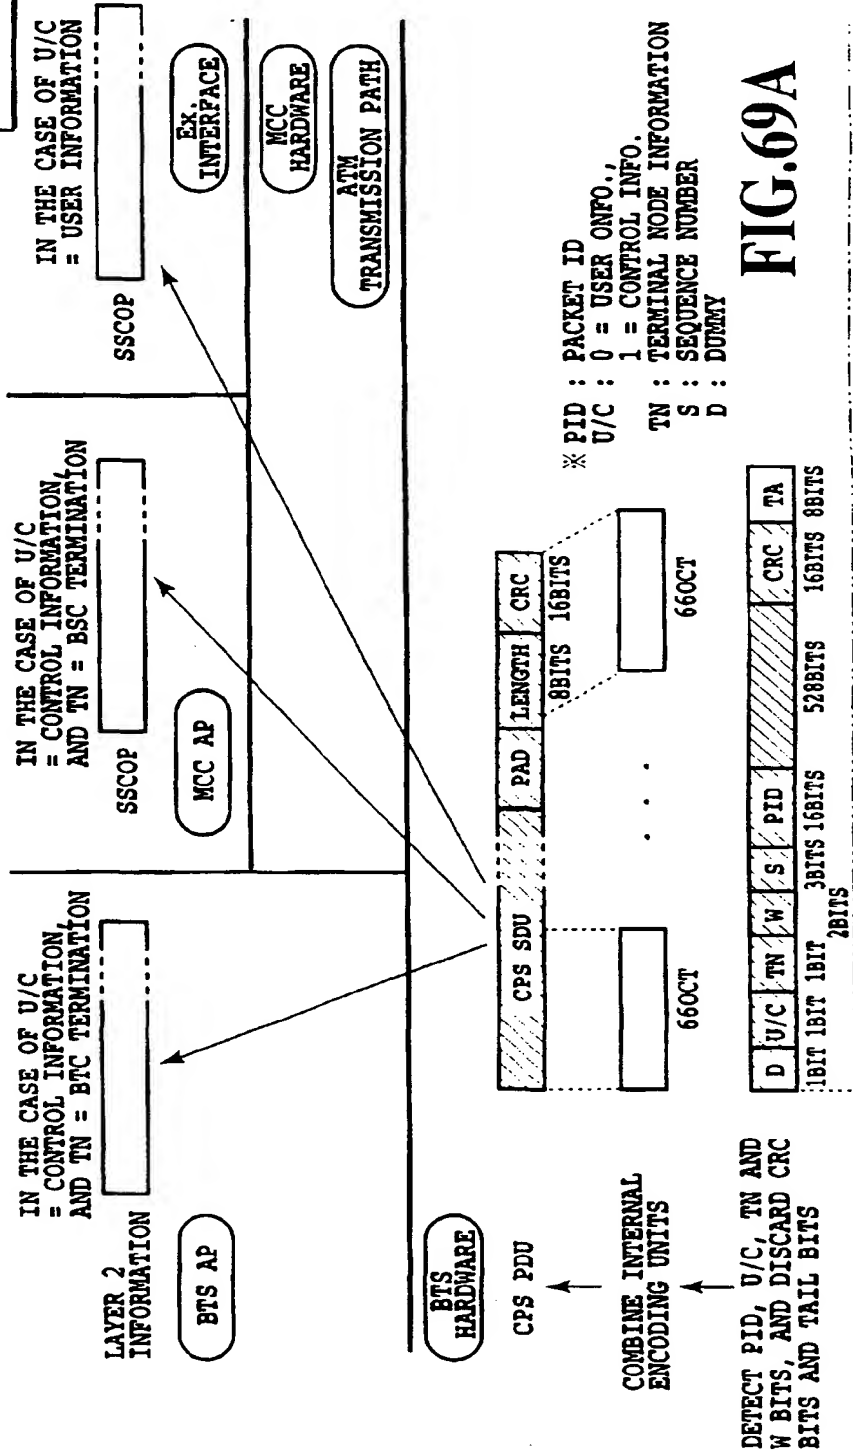 IN THE CASE OF U/C
= CONTROL INFORMATION,
AND TN = BTC TERMINATION
LAYER 2
INFORMATION
BTS AP
IN THE CASE OF U/C
= CONTROL INFORMATION,
AND TN = BSC TERMINATION
SSCOP
MCC AP
IN THE CASE OF U/C
= USER INFORMATION
SSCOP
EX.
INTERFACE
MCC
HARDWARE
ATM
TRANSMISSION PATH
BTS
HARDWARE
CPS PDU
CPS SDU
PAD
LENGTH
CRC
8BITS
16BITS
COMBINE INTERNAL
ENCODING UNITS
66OCT
. . .
66OCT
※ PID : PACKET ID
U/C : 0 = USER ONFO.,
1 = CONTROL INFO.
TN : TERMINAL NODE INFORMATION
S : SEQUENCE NUMBER
D : DUMMY
DETECT PID, U/C, TN AND
W BITS, AND DISCARD CRC
BITS AND TAIL BITS
D U/C TN W S PID CRC TA
1BIT 1BIT 1BIT 3BITS 16BITS 528BITS 16BITS 8BITS
2BITS
FIG.69A